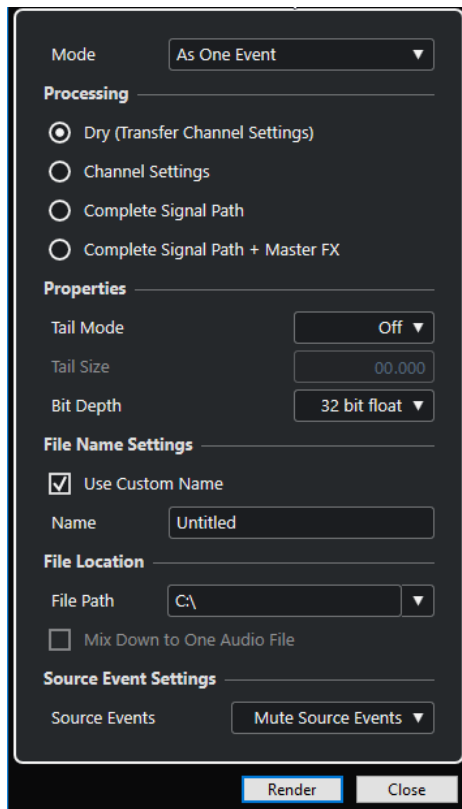 Mode As One Event
Processing
Dry (Transfer Channel Settings)
Channel Settings
Complete Signal Path
Complete Signal Path + Master FX
Properties
Tail Mode Off
Tail Size 00.000
Bit Depth 32 bit float
File Name Settings
Use Custom Name
Name Untitled
File Location
File Path C:\
Mix Down to One Audio File
Source Event Settings
Source Events Mute Source Events
Render Close